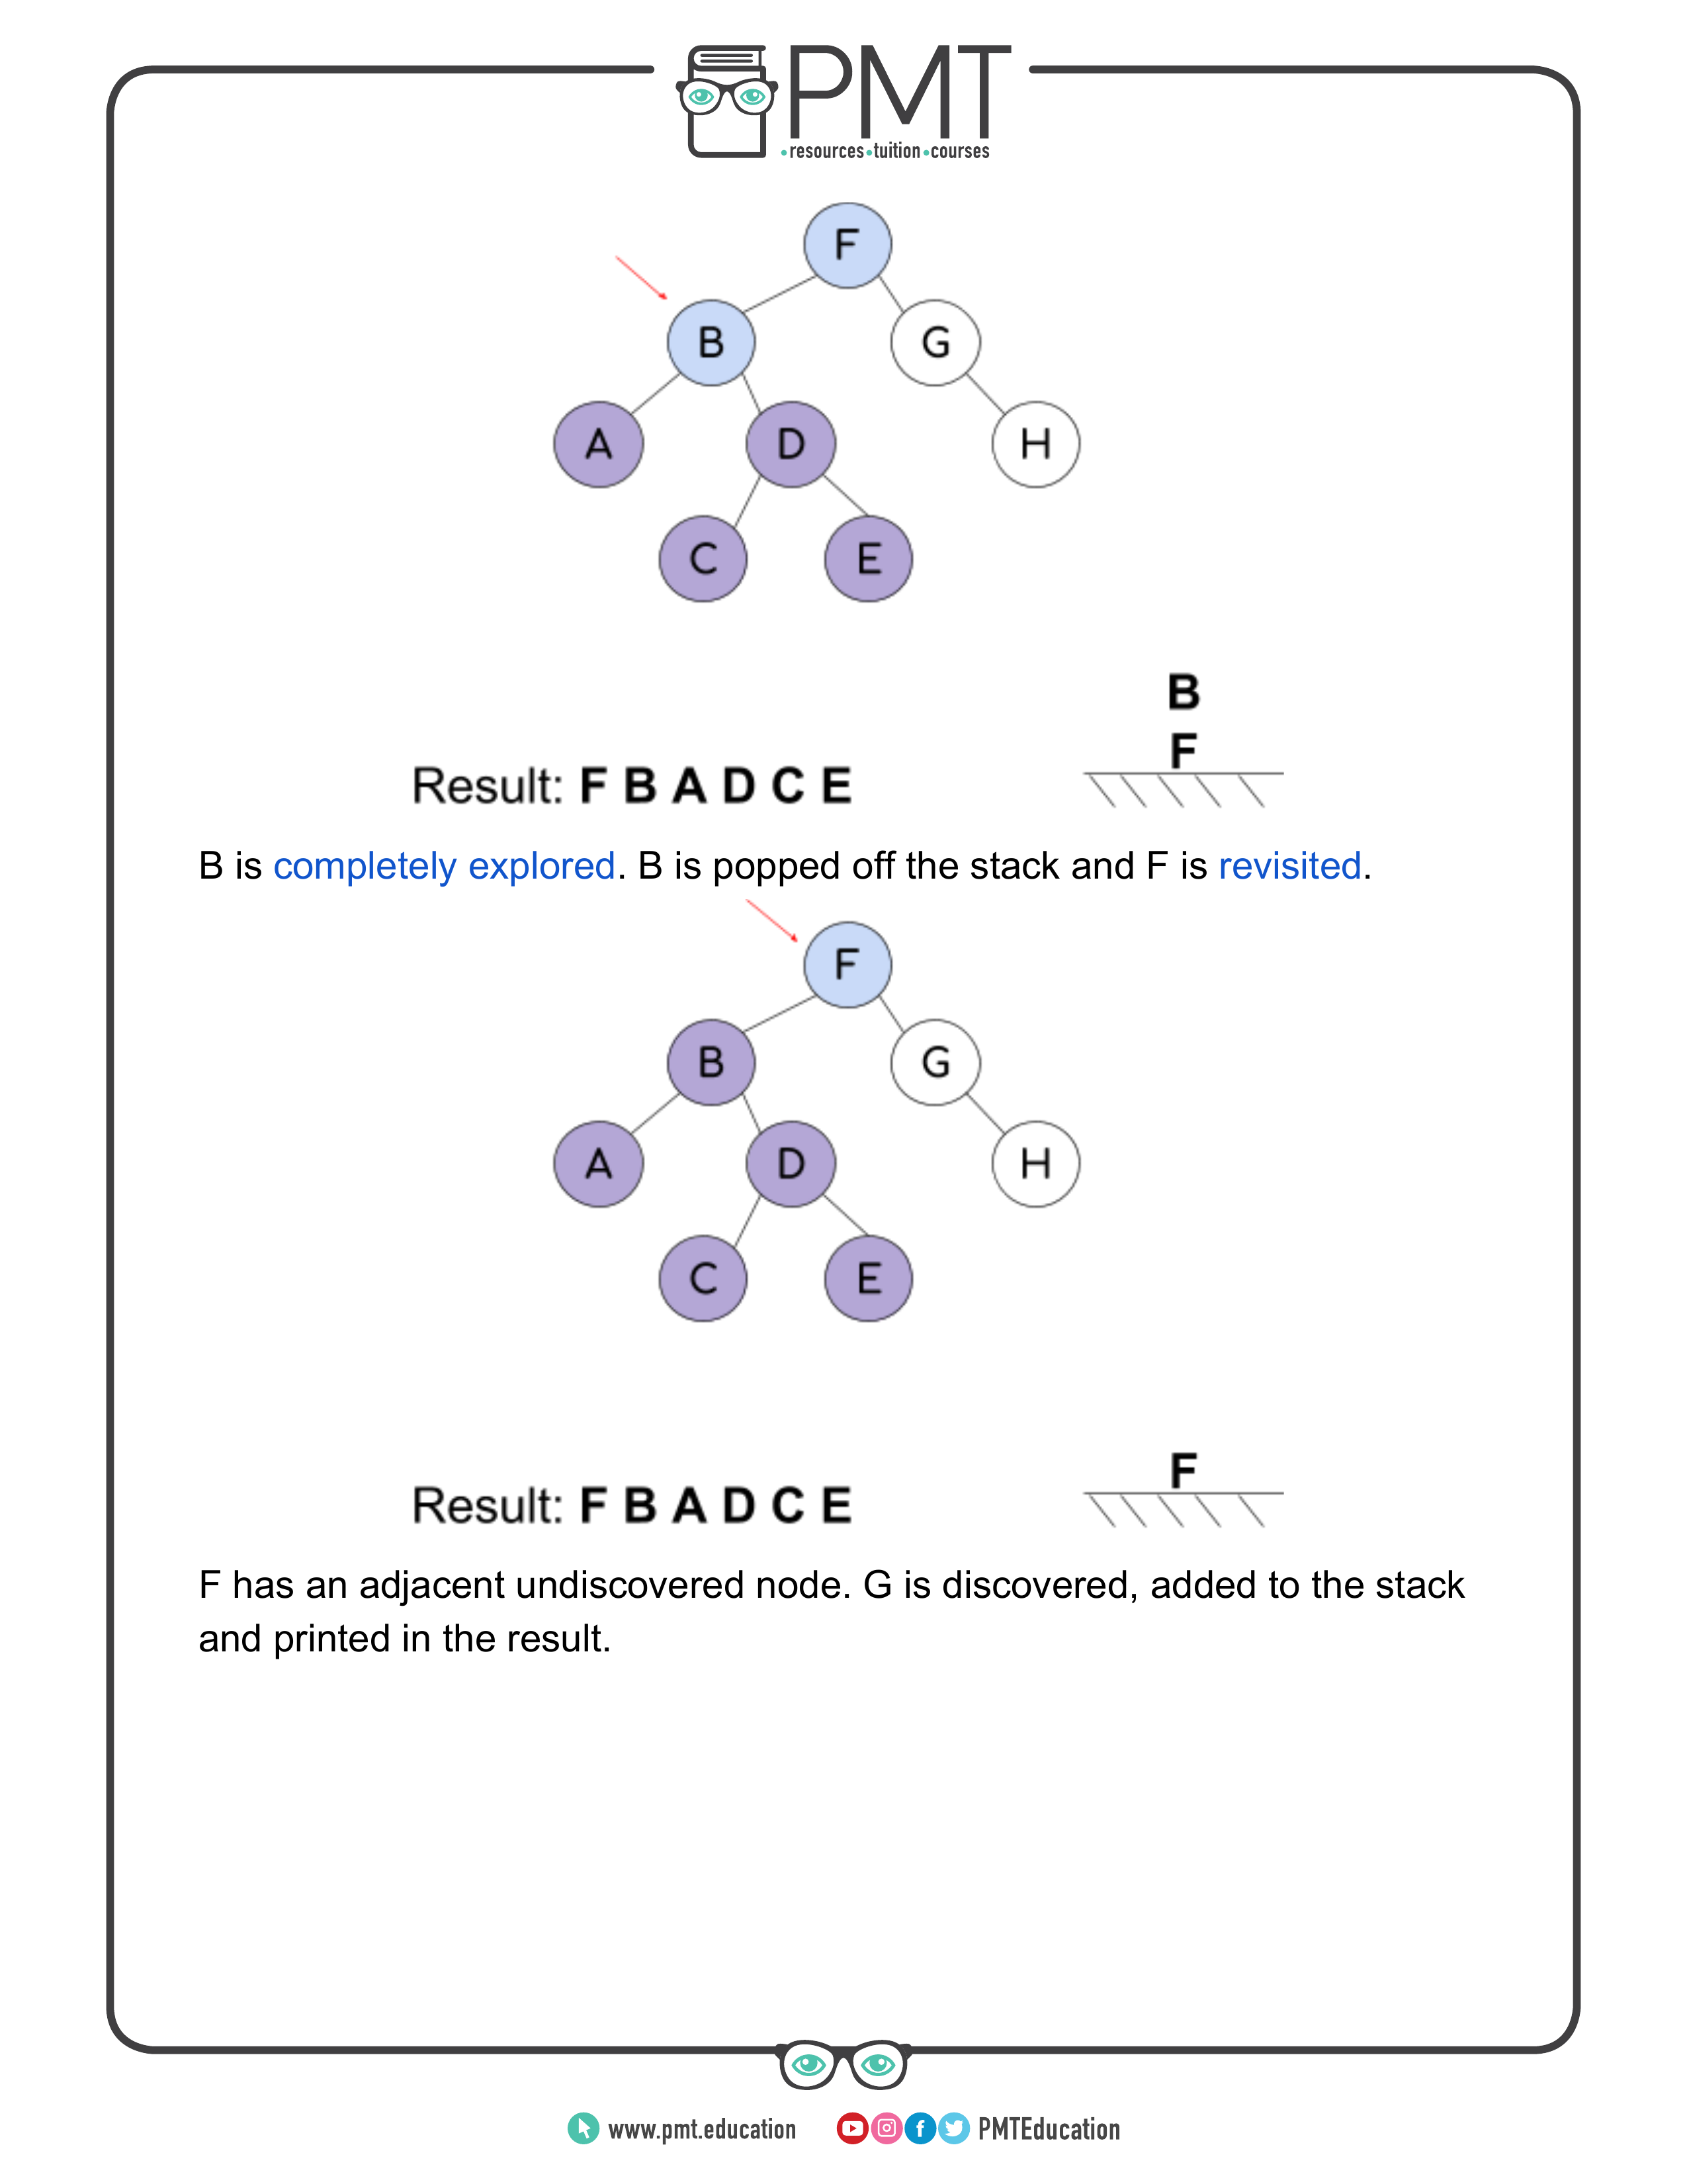 PMT
resources tuition courses
F
B G
A D H
C E
B
F
Result: F B A D C E
B is completely explored. B is popped off the stack and F is revisited.
F
B G
A D H
C E
F
Result: F B A D C E
F has an adjacent undiscovered node. G is discovered, added to the stack
and printed in the result.
www.pmt.education PMTEducation